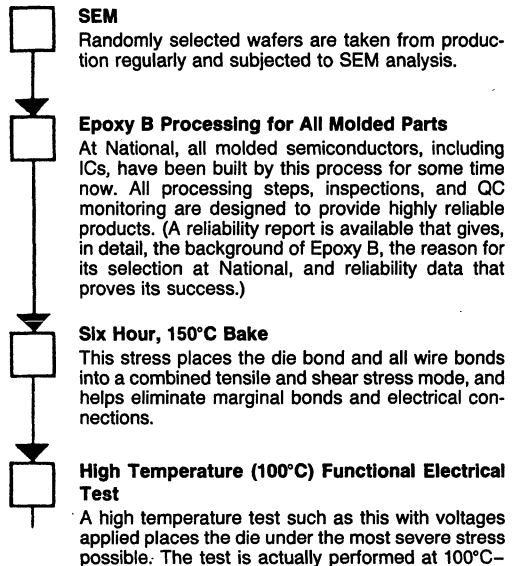 SEM
Randomly selected wafers are taken from produc-
tion regularly and subjected to SEM analysis.
Epoxy B Processing for All Molded Parts
At National, all molded semiconductors, including
ICs, have been built by this process for some time
now. All processing steps, inspections, and QC
monitoring are designed to provide highly reliable
products. (A reliability report is available that gives,
in detail, the background of Epoxy B, the reason for
its selection at National, and reliability data that
proves its success.)
Six Hour, 150°C Bake
This stress places the die bond and all wire bonds
into a combined tensile and shear stress mode, and
helps eliminate marginal bonds and electrical con-
nections.
High Temperature (100°C) Functional Electrical
Test
A high temperature test such as this with voltages
applied places the die under the most severe stress
possible. The test is actually performed at 100°C–